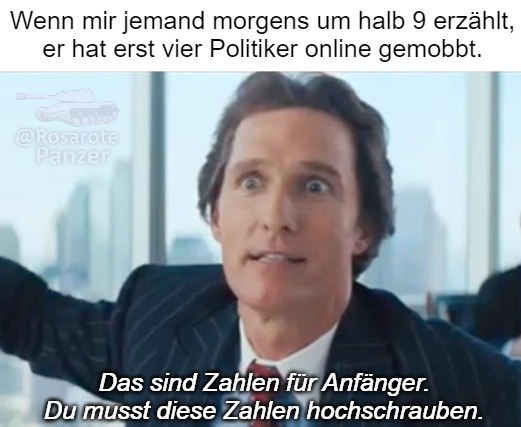 Wenn mir jemand morgens um halb 9 erzählt,
er hat erst vier Politiker online gemobbt.
@Rosarote
Panzer
Das sind Zahlen für Anfänger.
Du musst diese Zahlen hochschrauben.